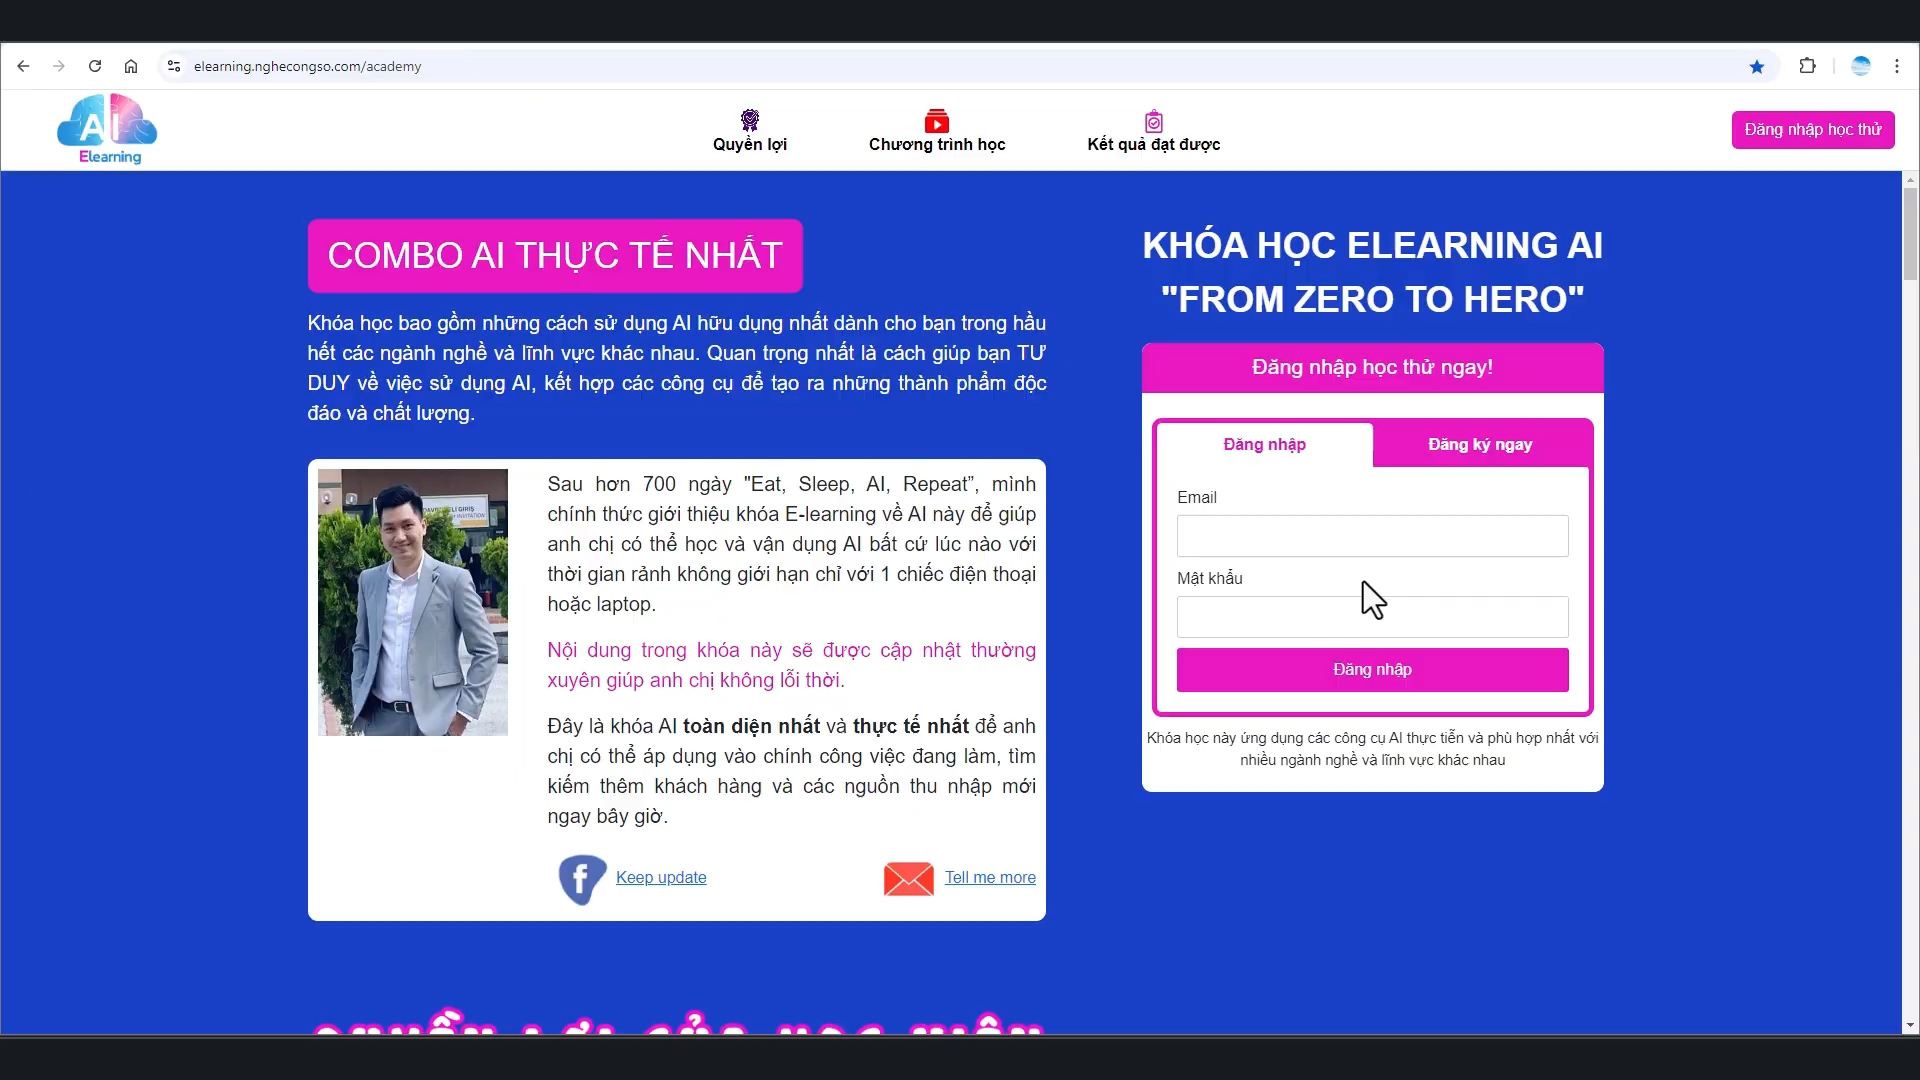 elearning.nghecongso.com/academy
AI
Elearning
Quyền lợi
Chương trình học
Kết quả đạt được
Đăng nhập học thử
COMBO AI THỰC TẾ NHẤT
Khóa học bao gồm những cách sử dụng AI hữu dụng nhất dành cho bạn trong hầu
hết các ngành nghề và lĩnh vực khác nhau. Quan trọng nhất là cách giúp bạn TƯ
DUY về việc sử dụng AI, kết hợp các công cụ để tạo ra những thành phẩm độc
đáo và chất lượng.
Sau hơn 700 ngày "Eat, Sleep, AI, Repeat”, mình
chính thức giới thiệu khóa E-learning về AI này để giúp
anh chị có thể học và vận dụng AI bất cứ lúc nào với
thời gian rảnh không giới hạn chỉ với 1 chiếc điện thoại
hoặc laptop.
Nội dung trong khóa này sẽ được cập nhật thường
xuyên giúp anh chị không lỗi thời.
Đây là khóa AI toàn diện nhất và thực tế nhất để anh
chị có thể áp dụng vào chính công việc đang làm, tìm
kiếm thêm khách hàng và các nguồn thu nhập mới
ngay bây giờ.
Keep update
Tell me more
KHÓA HỌC ELEARNING AI
"FROM ZERO TO HERO"
Đăng nhập học thử ngay!
Đăng nhập
Đăng ký ngay
Email
Mật khẩu
Đăng nhập
Khóa học này ứng dụng các công cụ AI thực tiễn và phù hợp nhất với
nhiều ngành nghề và lĩnh vực khác nhau